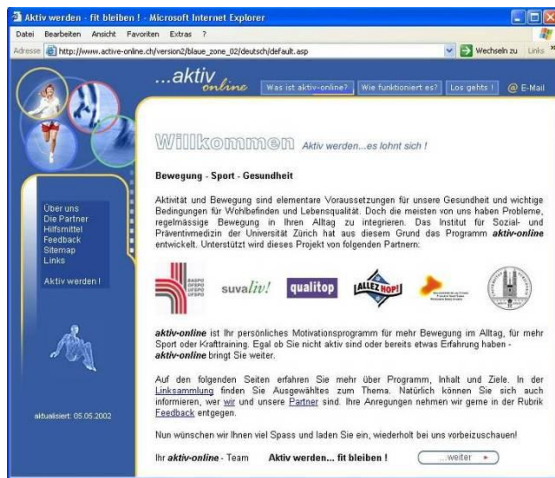 Aktiv werden - fit bleiben ! - Microsoft Internet Explorer
Datei Bearbeiten Ansicht Favoriten Extras ?
Adresse http://www.active-online.ch/version2/blaue_zone_02/deutsch/default.asp Wechseln zu Links »
...aktiv
online
Was ist aktiv-online? Wie funktioniert es? Los gehts ! @ E-Mail
Willkommen Aktiv werden...es lohnt sich !
Bewegung - Sport - Gesundheit
Aktivität und Bewegung sind elementare Voraussetzungen für unsere Gesundheit und wichtige
Bedingungen für Wohlbefinden und Lebensqualität. Doch die meisten von uns haben Probleme,
regelmässige Bewegung in Ihren Alltag zu integrieren. Das Institut für Sozial- und
Präventivmedizin der Universität Zürich hat aus diesem Grund das Programm aktiv-online
entwickelt. Unterstützt wird dieses Projekt von folgenden Partnern:
Über uns
Die Partner
Hilfsmittel
Feedback
Sitemap
Links
Aktiv werden !
BASPO
OFSPO
UFSPO
suvaliv!
qualitop
ALLEZ HOP!
aktiv-online ist Ihr persönliches Motivationsprogramm für mehr Bewegung im Alltag, für mehr
Sport oder Krafttraining. Egal ob Sie nicht aktiv sind oder bereits etwas Erfahrung haben -
aktiv-online bringt Sie weiter.
Auf den folgenden Seiten erfahren Sie mehr über Programm, Inhalt und Ziele. In der
Linksammlung finden Sie Ausgewähltes zum Thema. Natürlich können Sie sich auch
informieren, wer wir und unsere Partner sind. Ihre Anregungen nehmen wir gerne in der Rubrik
Feedback entgegen.
aktualisiert: 05.05.2002
Nun wünschen wir Ihnen viel Spass und laden Sie ein, wiederholt bei uns vorbeizuschauen!
Ihr aktiv-online - Team Aktiv werden... fit bleiben ! ...weiter